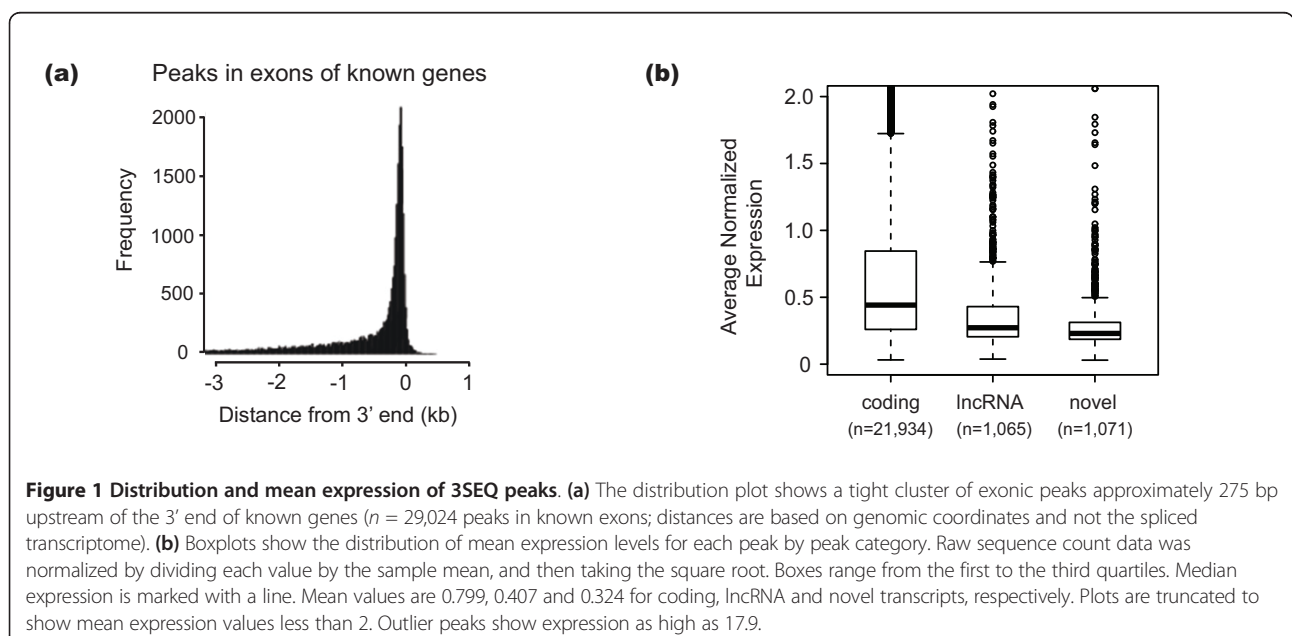 (a)
Peaks in exons of known genes
2000
1500
1000
500
0
Frequency
-3 -2 -1 0 1
Distance from 3' end (kb)
(b)
2.0
1.5
1.0
0.5
0
Average Normalized
Expression
coding lncRNA novel
(n=21,934) (n=1,065) (n=1,071)
Figure 1 Distribution and mean expression of 3SEQ peaks. (a) The distribution plot shows a tight cluster of exonic peaks approximately 275 bp
upstream of the 3' end of known genes (n = 29,024 peaks in known exons; distances are based on genomic coordinates and not the spliced
transcriptome). (b) Boxplots show the distribution of mean expression levels for each peak by peak category. Raw sequence count data was
normalized by dividing each value by the sample mean, and then taking the square root. Boxes range from the first to the third quartiles. Median
expression is marked with a line. Mean values are 0.799, 0.407 and 0.324 for coding, lncRNA and novel transcripts, respectively. Plots are truncated to
show mean expression values less than 2. Outlier peaks show expression as high as 17.9.